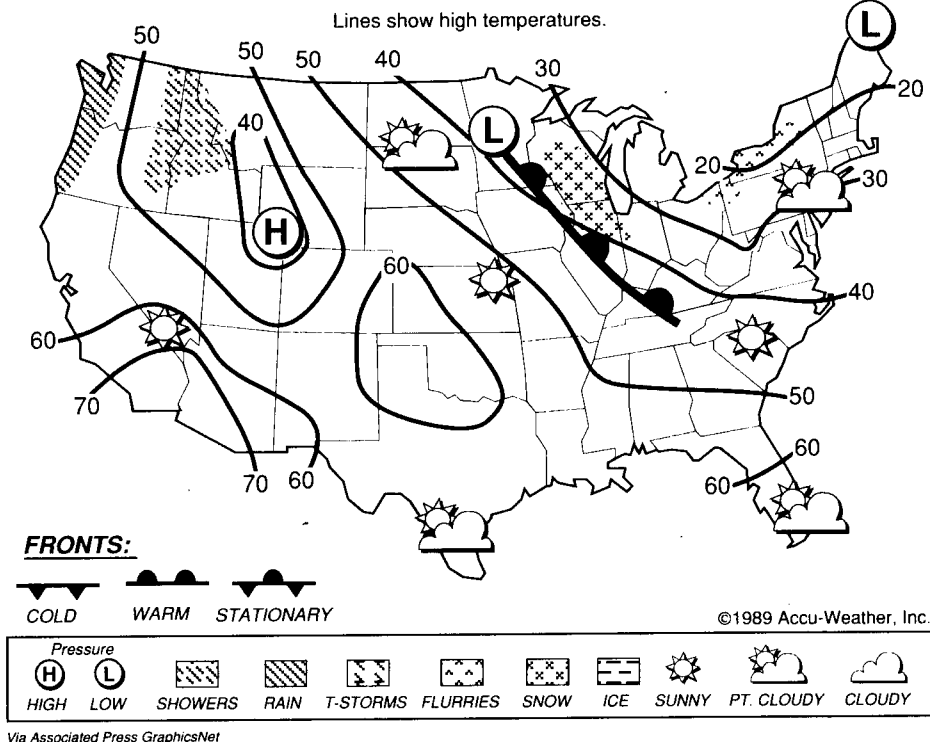 Lines show high temperatures.
L
50
50
50
40
30
20
40
L
20
30
H
60
40
60
70
50
60
60
70
60
FRONTS:
COLD
WARM
STATIONARY
©1989 Accu-Weather, Inc.
Pressure
H
L
HIGH
LOW
SHOWERS
RAIN
T-STORMS
FLURRIES
SNOW
ICE
SUNNY
PT. CLOUDY
CLOUDY
Via Associated Press GraphicsNet